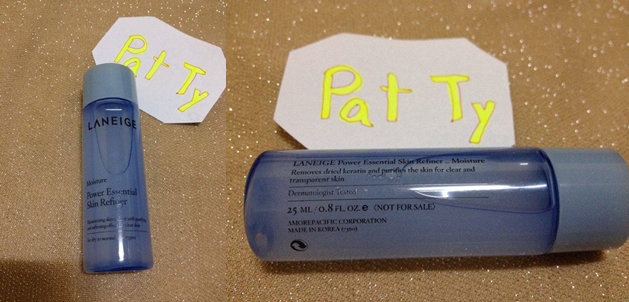 Pat Ty
LANEIGE
Moisture
Power Essential
Skin Refiner
Pat Ty
LANEIGE Power Essential Skin Refiner _ Moisture
Removes dried keratin and purifies the skin for clear and
transparent skin
Dermatologist Tested
25 ML / 0.8 FL. OZ. e (NOT FOR SALE)
AMOREPACIFIC CORPORATION
MADE IN KOREA